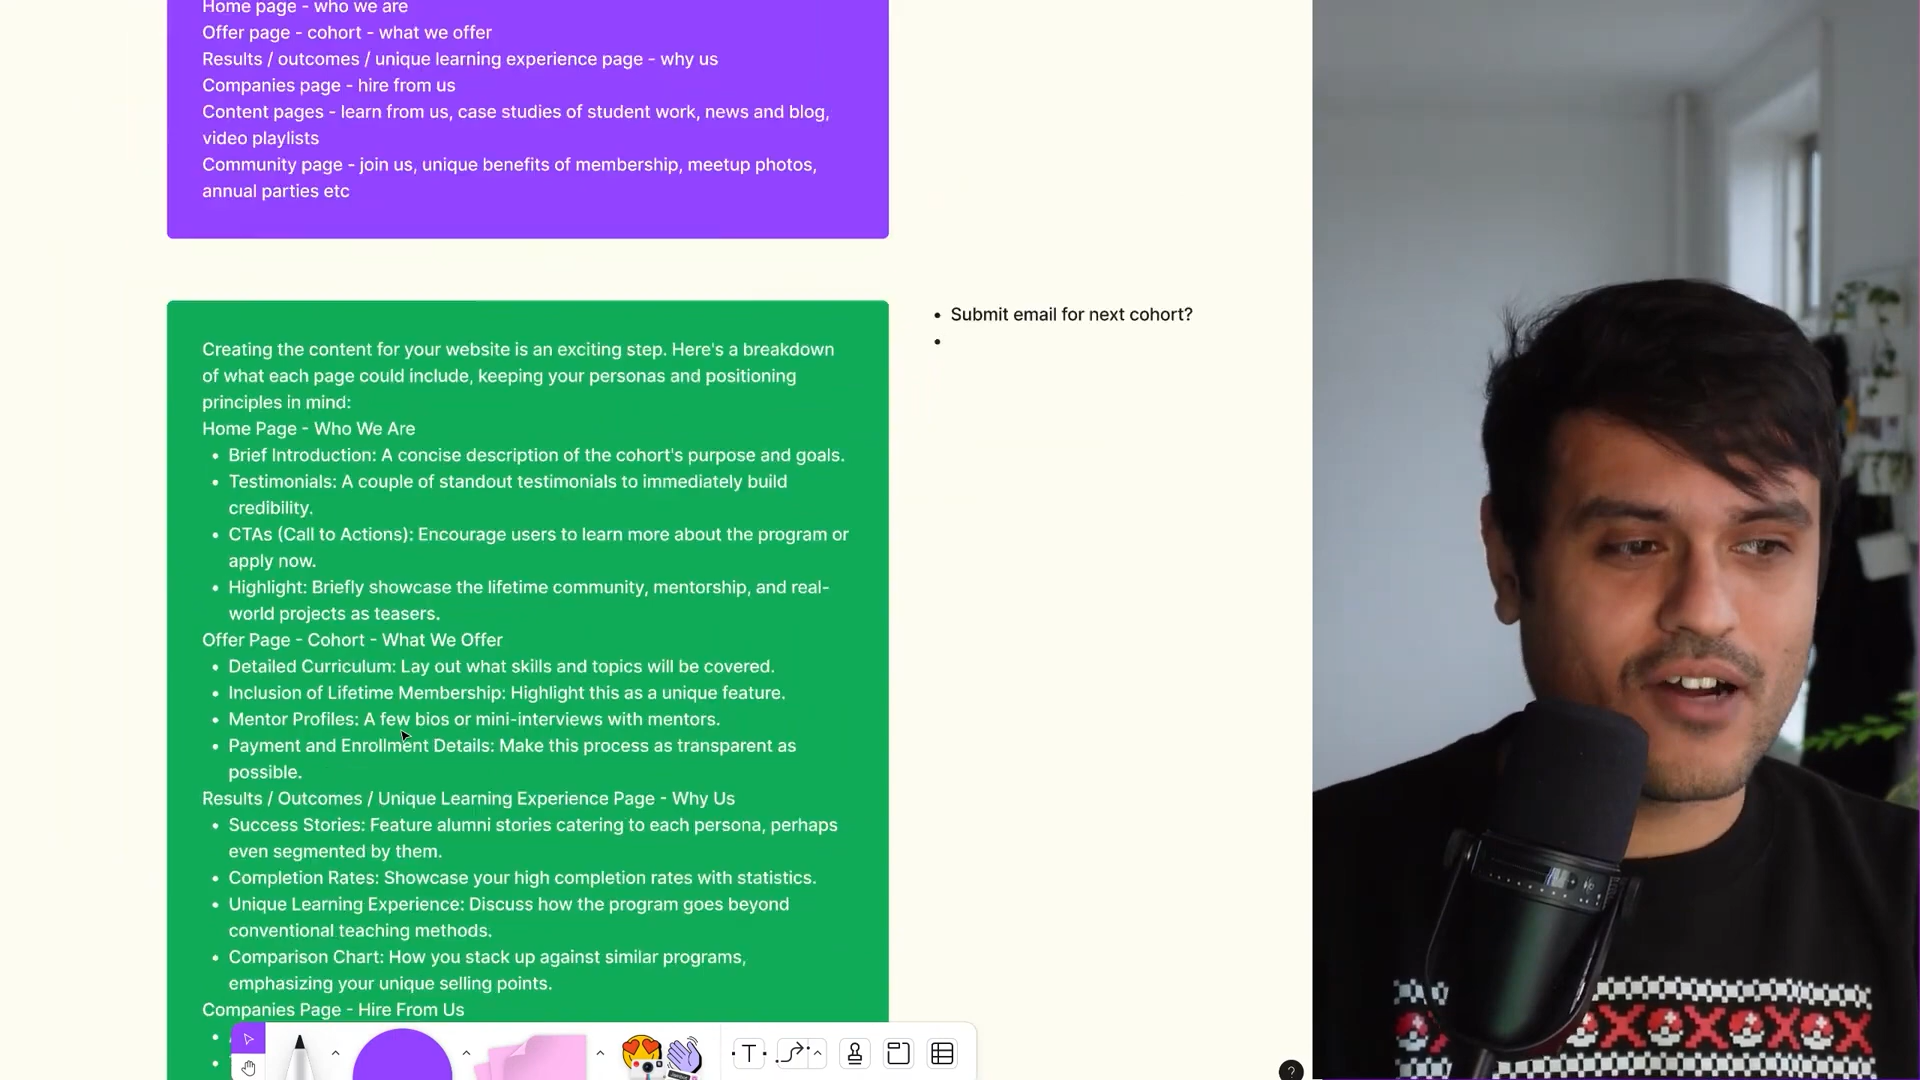 Home page - who we are
Offer page - cohort - what we offer
Results / outcomes / unique learning experience page - why us
Companies page - hire from us
Content pages - learn from us, case studies of student work, news and blog,
video playlists
Community page - join us, unique benefits of membership, meetup photos,
annual parties etc
Creating the content for your website is an exciting step. Here's a breakdown
of what each page could include, keeping your personas and positioning
principles in mind:
Home Page - Who We Are
• Brief Introduction: A concise description of the cohort's purpose and goals.
• Testimonials: A couple of standout testimonials to immediately build
credibility.
• CTAs (Call to Actions): Encourage users to learn more about the program or
apply now.
• Highlight: Briefly showcase the lifetime community, mentorship, and real-
world projects as teasers.
Offer Page - Cohort - What We Offer
• Detailed Curriculum: Lay out what skills and topics will be covered.
• Inclusion of Lifetime Membership: Highlight this as a unique feature.
• Mentor Profiles: A few bios or mini-interviews with mentors.
• Payment and Enrollment Details: Make this process as transparent as
possible.
Results / Outcomes / Unique Learning Experience Page - Why Us
• Success Stories: Feature alumni stories catering to each persona, perhaps
even segmented by them.
• Completion Rates: Showcase your high completion rates with statistics.
• Unique Learning Experience: Discuss how the program goes beyond
conventional teaching methods.
• Comparison Chart: How you stack up against similar programs,
emphasizing your unique selling points.
Companies Page - Hire From Us
• Submit email for next cohort?
•
T
?